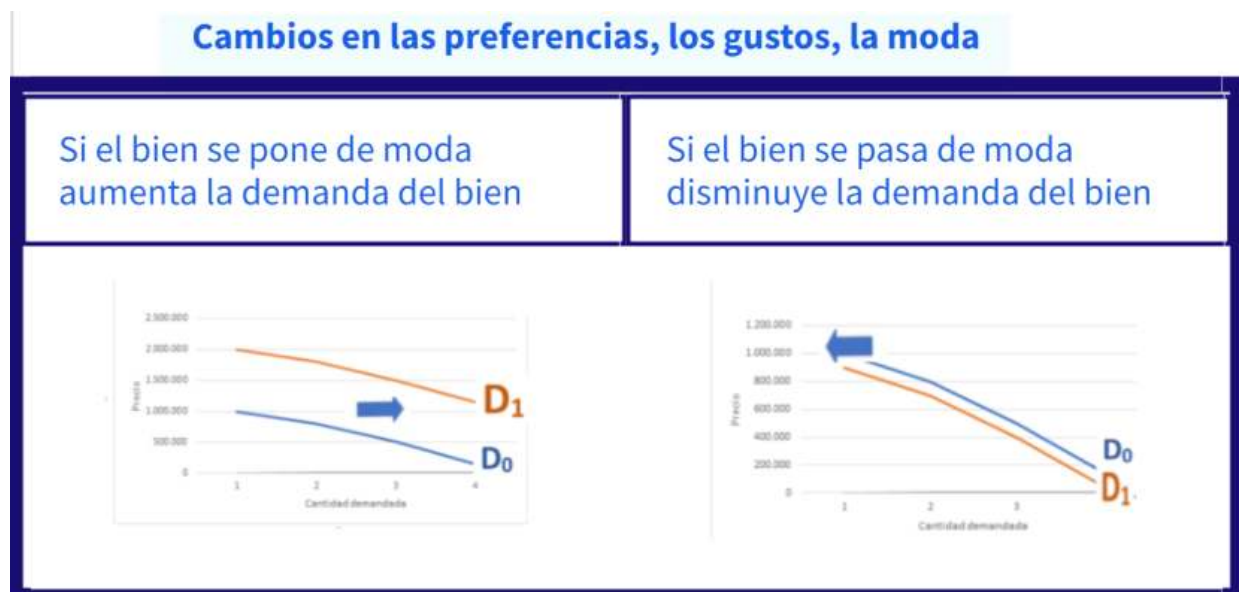 Cambios en las preferencias, los gustos, la moda
Si el bien se pone de moda
aumenta la demanda del bien
Si el bien se pasa de moda
disminuye la demanda del bien
2.500.000
2.000.000
1.500.000
1.000.000
500.000
0
Precio
1 2 3 4
Cantidad demandada
D1
D0
1.200.000
1.000.000
800.000
600.000
400.000
200.000
0
Precio
1 2 3
Cantidad demandada
D0
D1